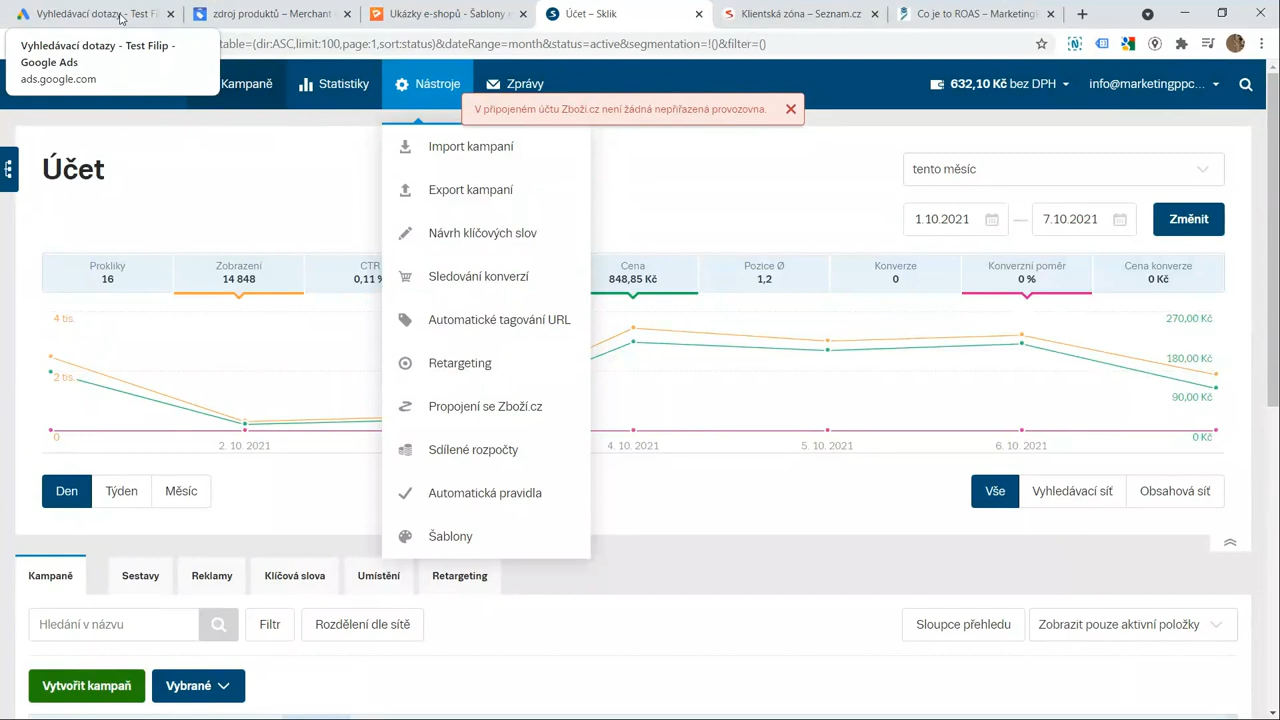 Vyhledávací dotazy - Test Fil
zdroj produktů – Merchant
Ukázky e-shopů - Šablony
Účet – Sklik
Klientská zóna – Seznam.cz
Co je to ROAS - Marketing
Vyhledávací dotazy - Test Filip -
Google Ads
ads.google.com
table=(dir:ASC,limit:100,page:1,sort:status)&dateRange=month&status=active&segmentation=!()&filter=()
Kampaně
Statistiky
Nástroje
Zprávy
632,10 Kč bez DPH
info@marketingppc...
V připojeném účtu Zboží.cz není žádná nepřiřazená provozovna.
Import kampaní
Export kampaní
Návrh klíčových slov
Sledování konverzí
Automatické tagování URL
Retargeting
Propojení se Zboží.cz
Sdílené rozpočty
Automatická pravidla
Šablony
Účet
tento měsíc
1.10.2021
7.10.2021
Změnit
Prokliky
16
Zobrazení
14 848
CTR
0,11 %
Cena
848,85 Kč
Pozice Ø
1,2
Konverze
0
Konverzní poměr
0 %
Cena konverze
0 Kč
4 tis.
2 tis.
0
270,00 Kč
180,00 Kč
90,00 Kč
0 Kč
2. 10. 2021
4. 10. 2021
5. 10. 2021
6. 10. 2021
Den
Týden
Měsíc
Vše
Vyhledávací síť
Obsahová síť
Kampaně
Sestavy
Reklamy
Klíčová slova
Umístění
Retargeting
Hledání v názvu
Filtr
Rozdělení dle sítě
Sloupce přehledu
Zobrazit pouze aktivní položky
Vytvořit kampaň
Vybrané